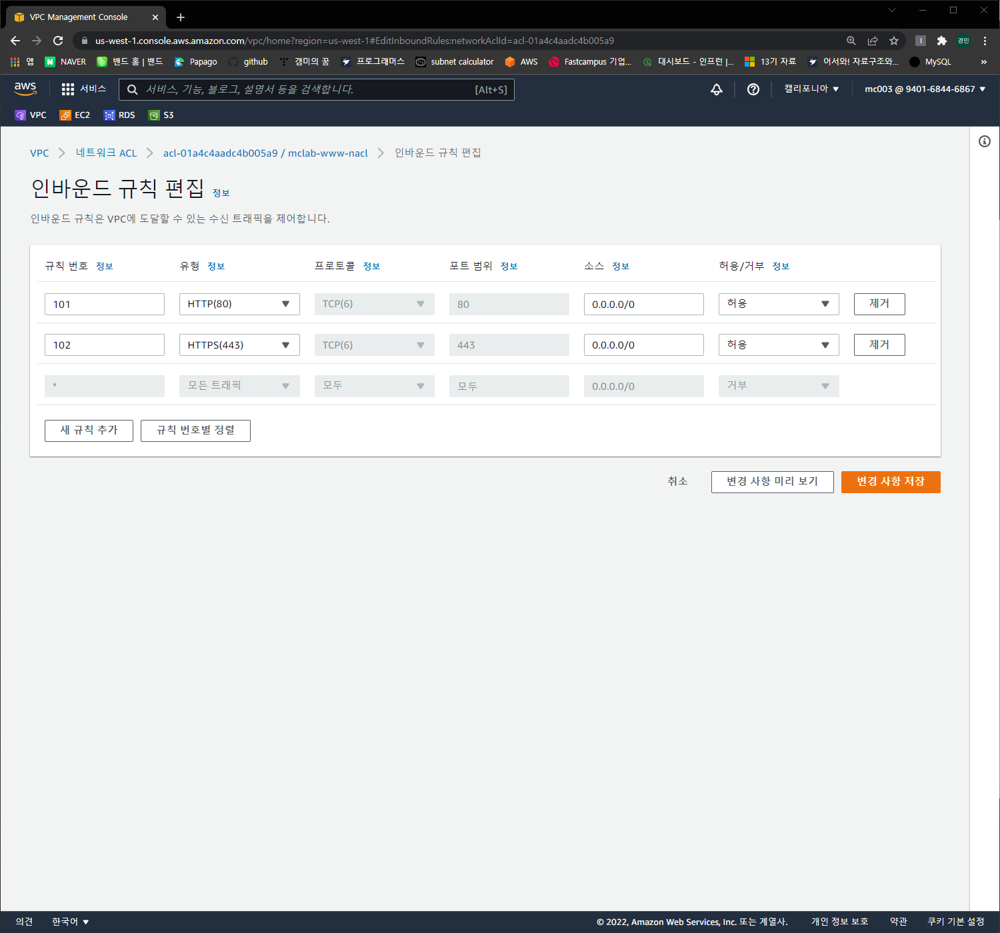 VPC Management Console
us-west-1.console.aws.amazon.com/vpc/home?region=us-west-1#EditInboundRules:networkAclId=acl-01a4c4aadc4b005a9
경민
앱 NAVER 밴드 홈 | 밴드 Papago github 캠미의 꿈 프로그래머스 subnet calculator AWS Fastcampus 기업... 대시보드 - 인프런 |... 13기 자료 어서와! 자료구조와... MySQL »
aws 서비스 서비스, 기능, 블로그, 설명서 등을 검색합니다. [Alt+S] 캘리포니아 ▼ mc003 @ 9401-6844-6867 ▼
VPC EC2 RDS S3
VPC 네트워크 ACL acl-01a4c4aadc4b005a9 / mclab-www-nacl 인바운드 규칙 편집
인바운드 규칙 편집 정보
인바운드 규칙은 VPC에 도달할 수 있는 수신 트래픽을 제어합니다.
규칙 번호 정보 유형 정보 프로토콜 정보 포트 범위 정보 소스 정보 허용/거부 정보
101 HTTP(80) TCP(6) 80 0.0.0.0/0 허용 제거
102 HTTPS(443) TCP(6) 443 0.0.0.0/0 허용 제거
* 모든 트래픽 모두 모두 0.0.0.0/0 거부
새 규칙 추가 규칙 번호별 정렬
취소 변경 사항 미리 보기 변경 사항 저장
의견 한국어 ▼ © 2022, Amazon Web Services, Inc. 또는 계열사. 개인 정보 보호 약관 쿠키 기본 설정